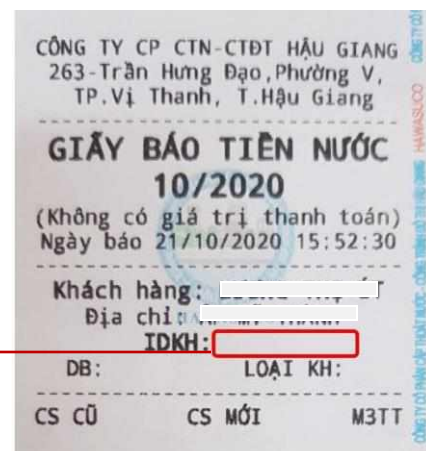 CÔNG TY CP CTN-CTĐT HẬU GIANG
263-Trần Hưng Đạo,Phường V,
TP.Vị Thanh, T.Hậu Giang
GIẤY BÁO TIỀN NƯỚC
10/2020
(Không có giá trị thanh toán)
Ngày báo 21/10/2020 15:52:30
Khách hàng:
Địa chỉ:
IDKH:
DB: LOẠI KH:
CS CŨ CS MỚI M3TT
HAWASUCO